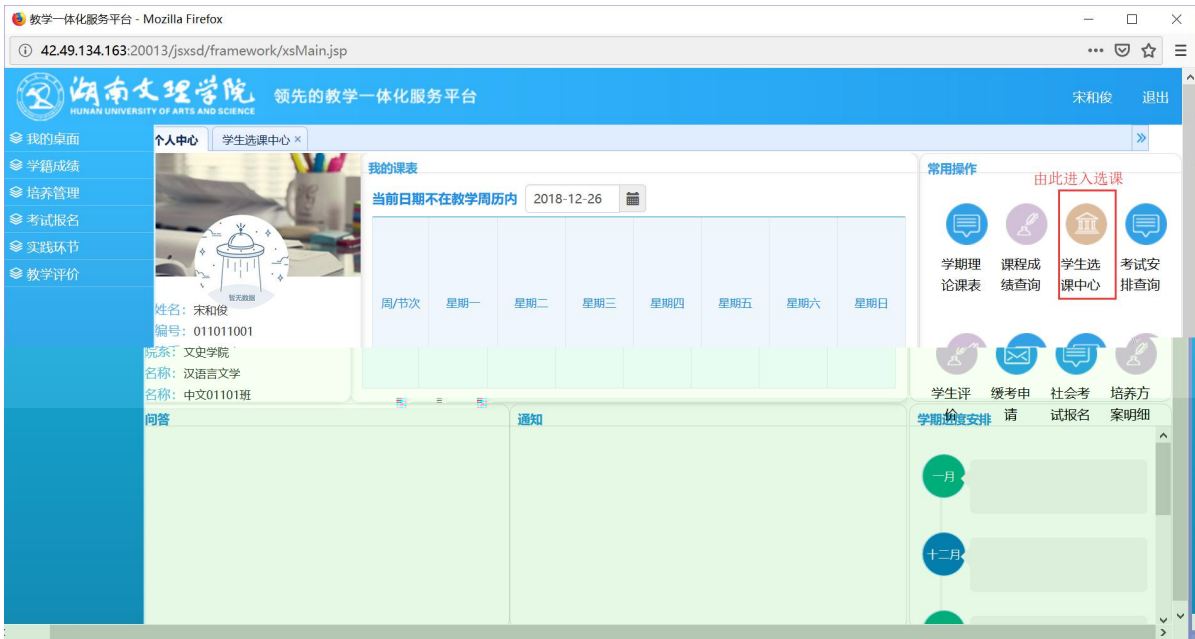 教学一体化服务平台 - Mozilla Firefox
42.49.134.163:20013/jsxsd/framework/xsMain.jsp
湖南文理学院
HUNAN UNIVERSITY OF ARTS AND SCIENCE
领先的教学一体化服务平台
宋和俊 退出
我的桌面
学籍成绩
培养管理
考试报名
实践环节
教学评价
个人中心 学生选课中心 ×
暂无数据
姓名：宋和俊
编号：011011001
院系：文史学院
名称：汉语言文学
名称：中文01101班
我的课表
当前日期不在教学周历内 2018-12-26
周/节次 星期一 星期二 星期三 星期四 星期五 星期六 星期日
常用操作
由此进入选课
学期理论课表
课程成绩查询
学生选课中心
考试安排查询
学生评价
缓考申请
社会考试报名
培养方案明细
问答
通知
学期进度安排
一月
十二月